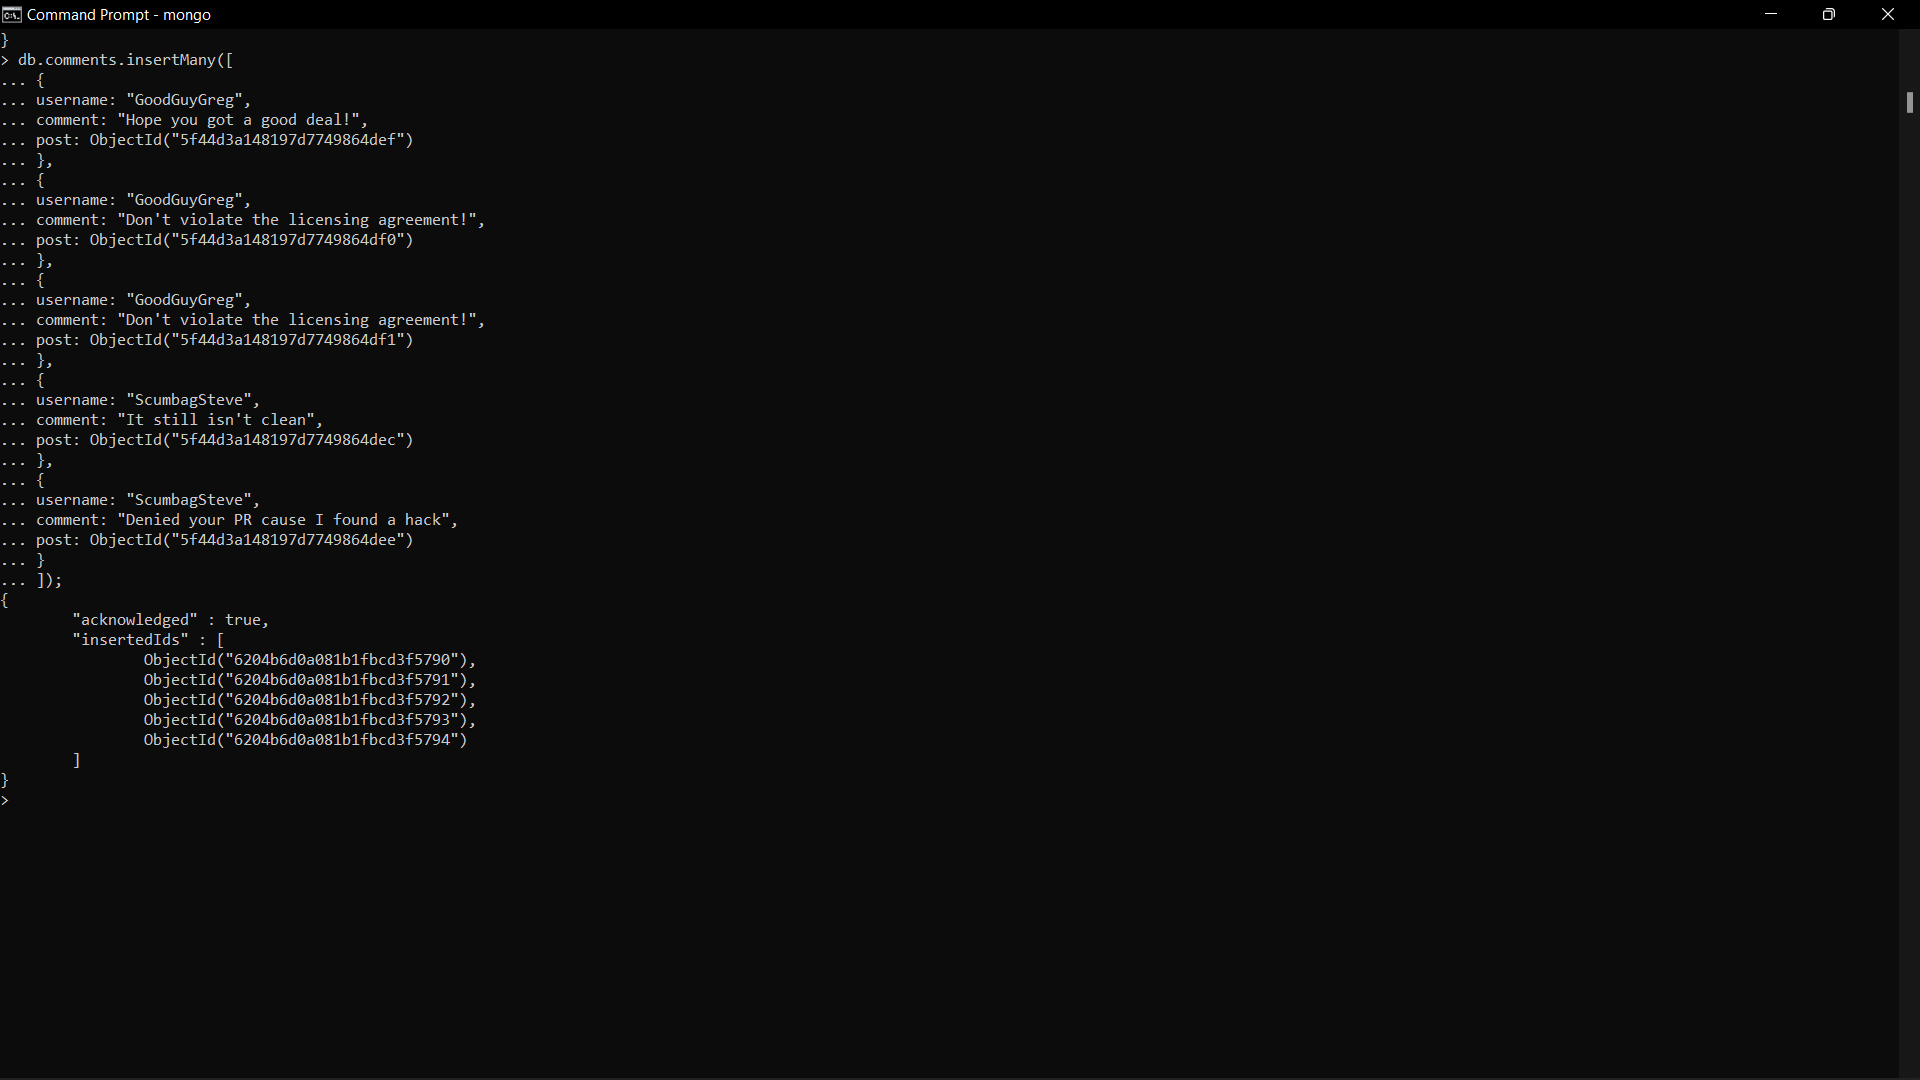 Command Prompt - mongo
}
> db.comments.insertMany([
... {
... username: "GoodGuyGreg",
... comment: "Hope you got a good deal!",
... post: ObjectId("5f44d3a148197d7749864def")
... },
... {
... username: "GoodGuyGreg",
... comment: "Don't violate the licensing agreement!",
... post: ObjectId("5f44d3a148197d7749864df0")
... },
... {
... username: "GoodGuyGreg",
... comment: "Don't violate the licensing agreement!",
... post: ObjectId("5f44d3a148197d7749864df1")
... },
... {
... username: "ScumbagSteve",
... comment: "It still isn't clean",
... post: ObjectId("5f44d3a148197d7749864dec")
... },
... {
... username: "ScumbagSteve",
... comment: "Denied your PR cause I found a hack",
... post: ObjectId("5f44d3a148197d7749864dee")
... }
... ]);
{
        "acknowledged" : true,
        "insertedIds" : [
                ObjectId("6204b6d0a081b1fbcd3f5790"),
                ObjectId("6204b6d0a081b1fbcd3f5791"),
                ObjectId("6204b6d0a081b1fbcd3f5792"),
                ObjectId("6204b6d0a081b1fbcd3f5793"),
                ObjectId("6204b6d0a081b1fbcd3f5794")
        ]
}
>